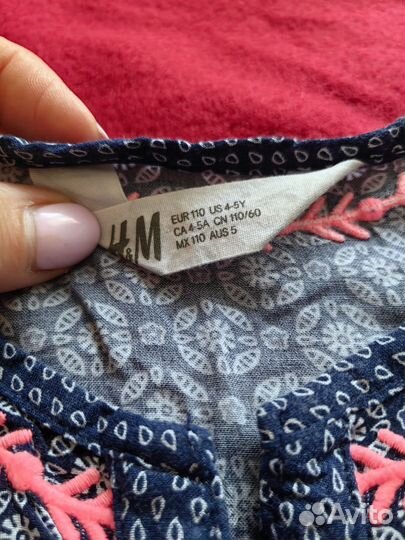 H&M
EUR 110 US 4-5Y
CA 4-5A CN 110/60
MX 110 AUS 5
Avito